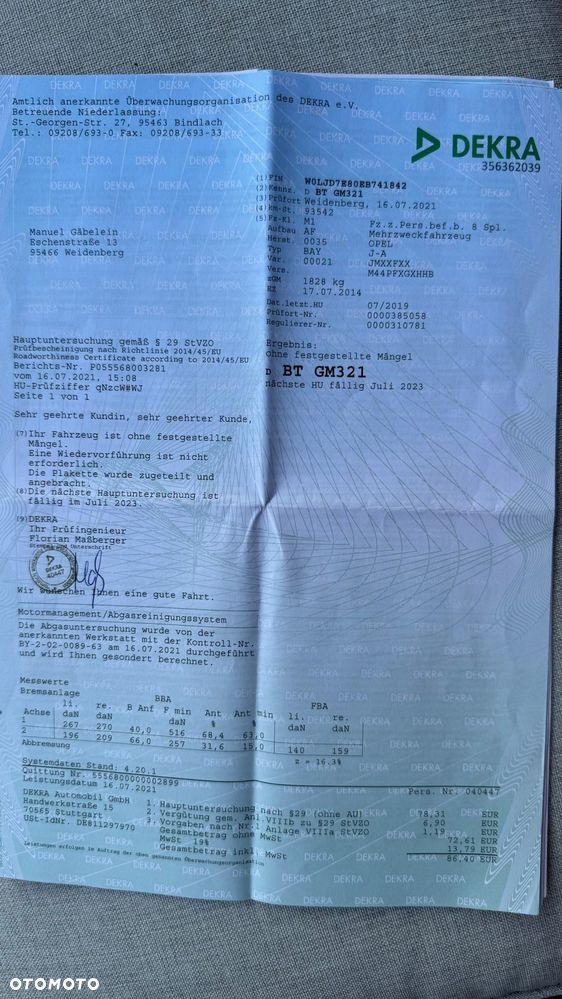 Amtlich anerkannte Überwachungsorganisation des DEKRA e.V.
Betreuende Niederlassung:
St.-Georgen-Str. 27, 95463 Bindlach
Tel.: 09208/693-0 Fax: 09208/693-33
DEKRA
356362039
(1) FIN W0LJD7E80EB741842
(2) Kennz. D BT GM321
(3) Prüfort Weidenberg, 16.07.2021
(4) km-St. 93542
(5) Fz-Kl. M1 Fz.z.Pers.bef.b. 8 Spl.
Aufbau AF Mehrzweckfahrzeug
Herst. 0035 OPEL
Typ BAY J-A
Var. 00021 JMXXFXX
Vers. M44PFXGXHHB
zGM 1828 kg
EZ 17.07.2014
Dat.letzt.HU 07/2019
Prüfort-Nr. 0000385058
Regulierer-Nr. 0000310781
Manuel Gäbelein
Eschenstraße 13
95466 Weidenberg
Hauptuntersuchung gemäß § 29 StVZO
Prüfbescheinigung nach Richtlinie 2014/45/EU
Roadworthiness Certificate according to 2014/45/EU
Berichts-Nr. P055568003281
vom 16.07.2021, 15:08
HU-Prüfziffer qNzcW#WJ
Seite 1 von 1
Ergebnis:
ohne festgestellte Mängel
D BT GM321
nächste HU fällig Juli 2023
Sehr geehrte Kundin, sehr geehrter Kunde,
(7) Ihr Fahrzeug ist ohne festgestellte
Mängel.
Eine Wiedervorführung ist nicht
erforderlich.
Die Plakette wurde zugeteilt und
angebracht.
(8) Die nächste Hauptuntersuchung ist
fällig im Juli 2023.
(9) DEKRA
Ihr Prüfingenieur
Florian Maßberger
Stempel und Unterschrift
DEKRA
40447
Wir wünschen Ihnen eine gute Fahrt.
Motormanagement/Abgasreinigungssystem
Die Abgasuntersuchung wurde von der
anerkannten Werkstatt mit der Kontroll-Nr.
BY-2-02-0089-63 am 16.07.2021 durchgeführt
und wird Ihnen gesondert berechnet.
Messwerte
Bremsanlage BBA FBA
li. re. B Anf F min Ant Ant min li. re.
Achse daN daN daN % % daN daN
1 267 270 40,0 516 68,4 63,0
2 196 209 66,0 257 31,6 15,0 140 159
Abbremsung z = 16.3%
Systemdaten Stand: 4.20.1
Quittung Nr. 5556800000002899 Pers. Nr. 040447
Leistungsdatum 16.07.2021
DEKRA Automobil GmbH 1. Hauptuntersuchung nach §29 (ohne AU) 78,31 EUR
Handwerkstraße 15 2. Vergütung gem. Anl.VIIIb zu §29 StVZO 6,90 EUR
70565 Stuttgart 3. Vorgaben nach Nr.1 Anlage VIIIa StVZO 1,19 EUR
USt-IdNr. DE811297970 Gesamtbetrag ohne MwSt 72,61 EUR
MwSt 19% 13,79 EUR
Gesamtbetrag inkl. MwSt 86,40 EUR
Leistungen erfolgen im Auftrag der oben genannten Überwachungsorganisation
OTOMOTO